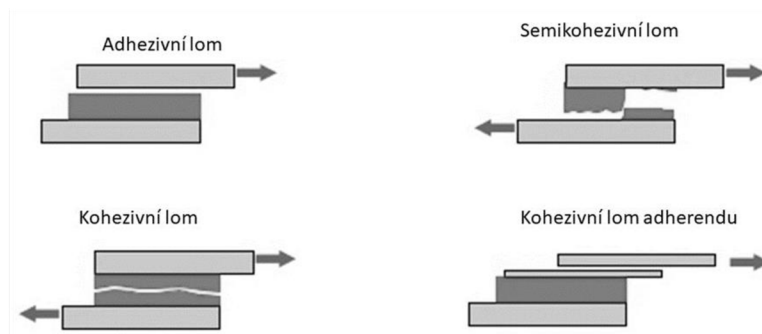 Adhezivní lom
Semikohezivní lom
Kohezivní lom
Kohezivní lom adherendu